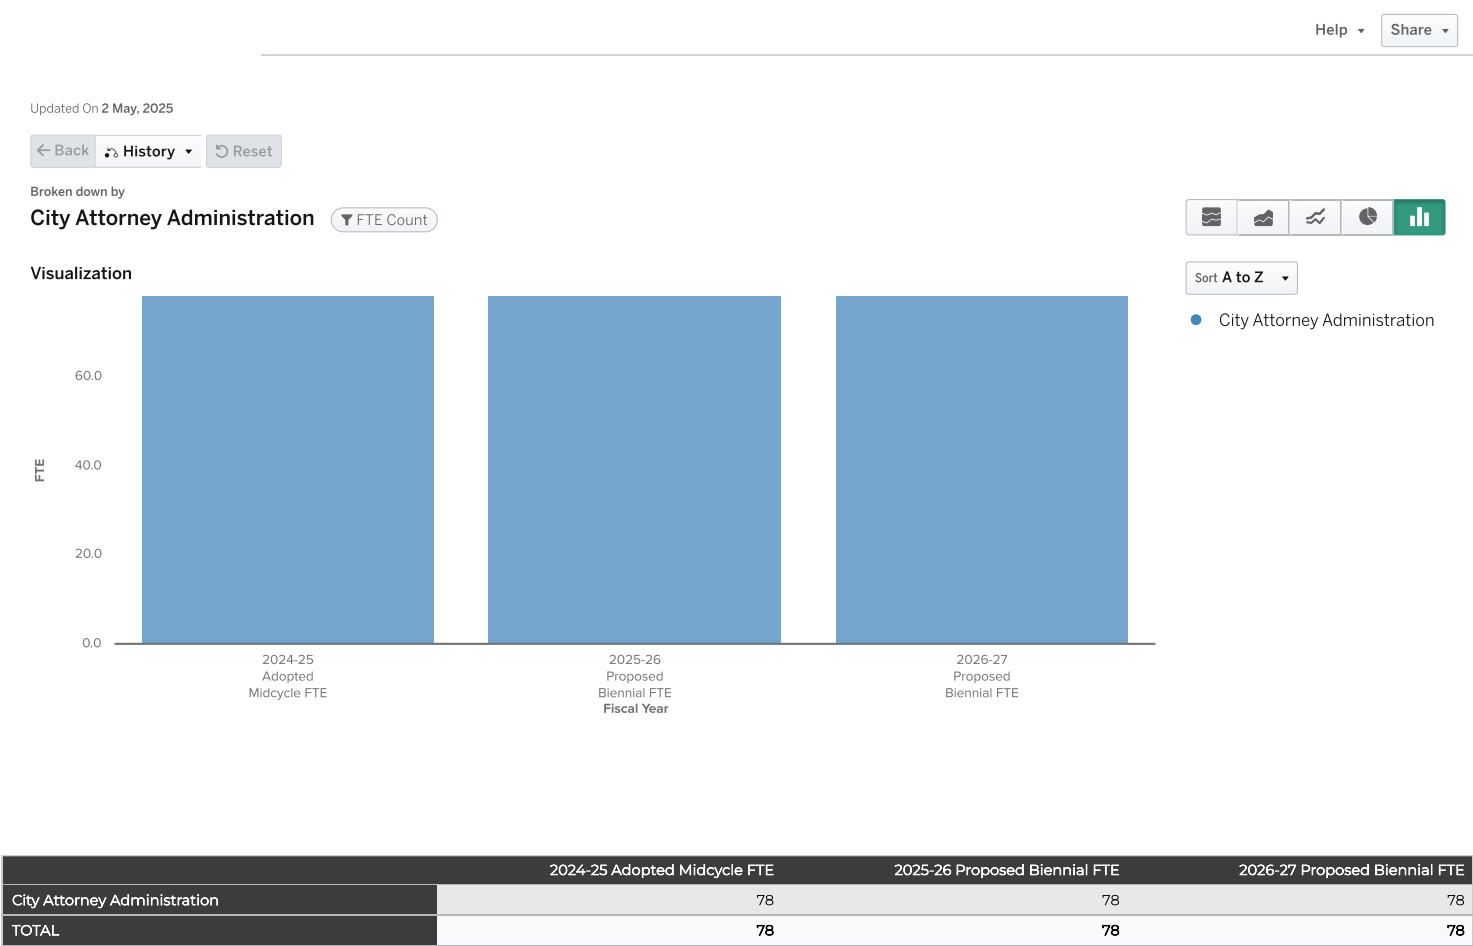 Help
Share
Updated On 2 May, 2025
Back
History
Reset
Broken down by
City Attorney Administration
FTE Count
Visualization
Sort A to Z
City Attorney Administration
60.0
40.0
20.0
0.0
FTE
2024-25
Adopted
Midcycle FTE
2025-26
Proposed
Biennial FTE
2026-27
Proposed
Biennial FTE
Fiscal Year
2024-25 Adopted Midcycle FTE 2025-26 Proposed Biennial FTE 2026-27 Proposed Biennial FTE
City Attorney Administration 78 78 78
TOTAL 78 78 78